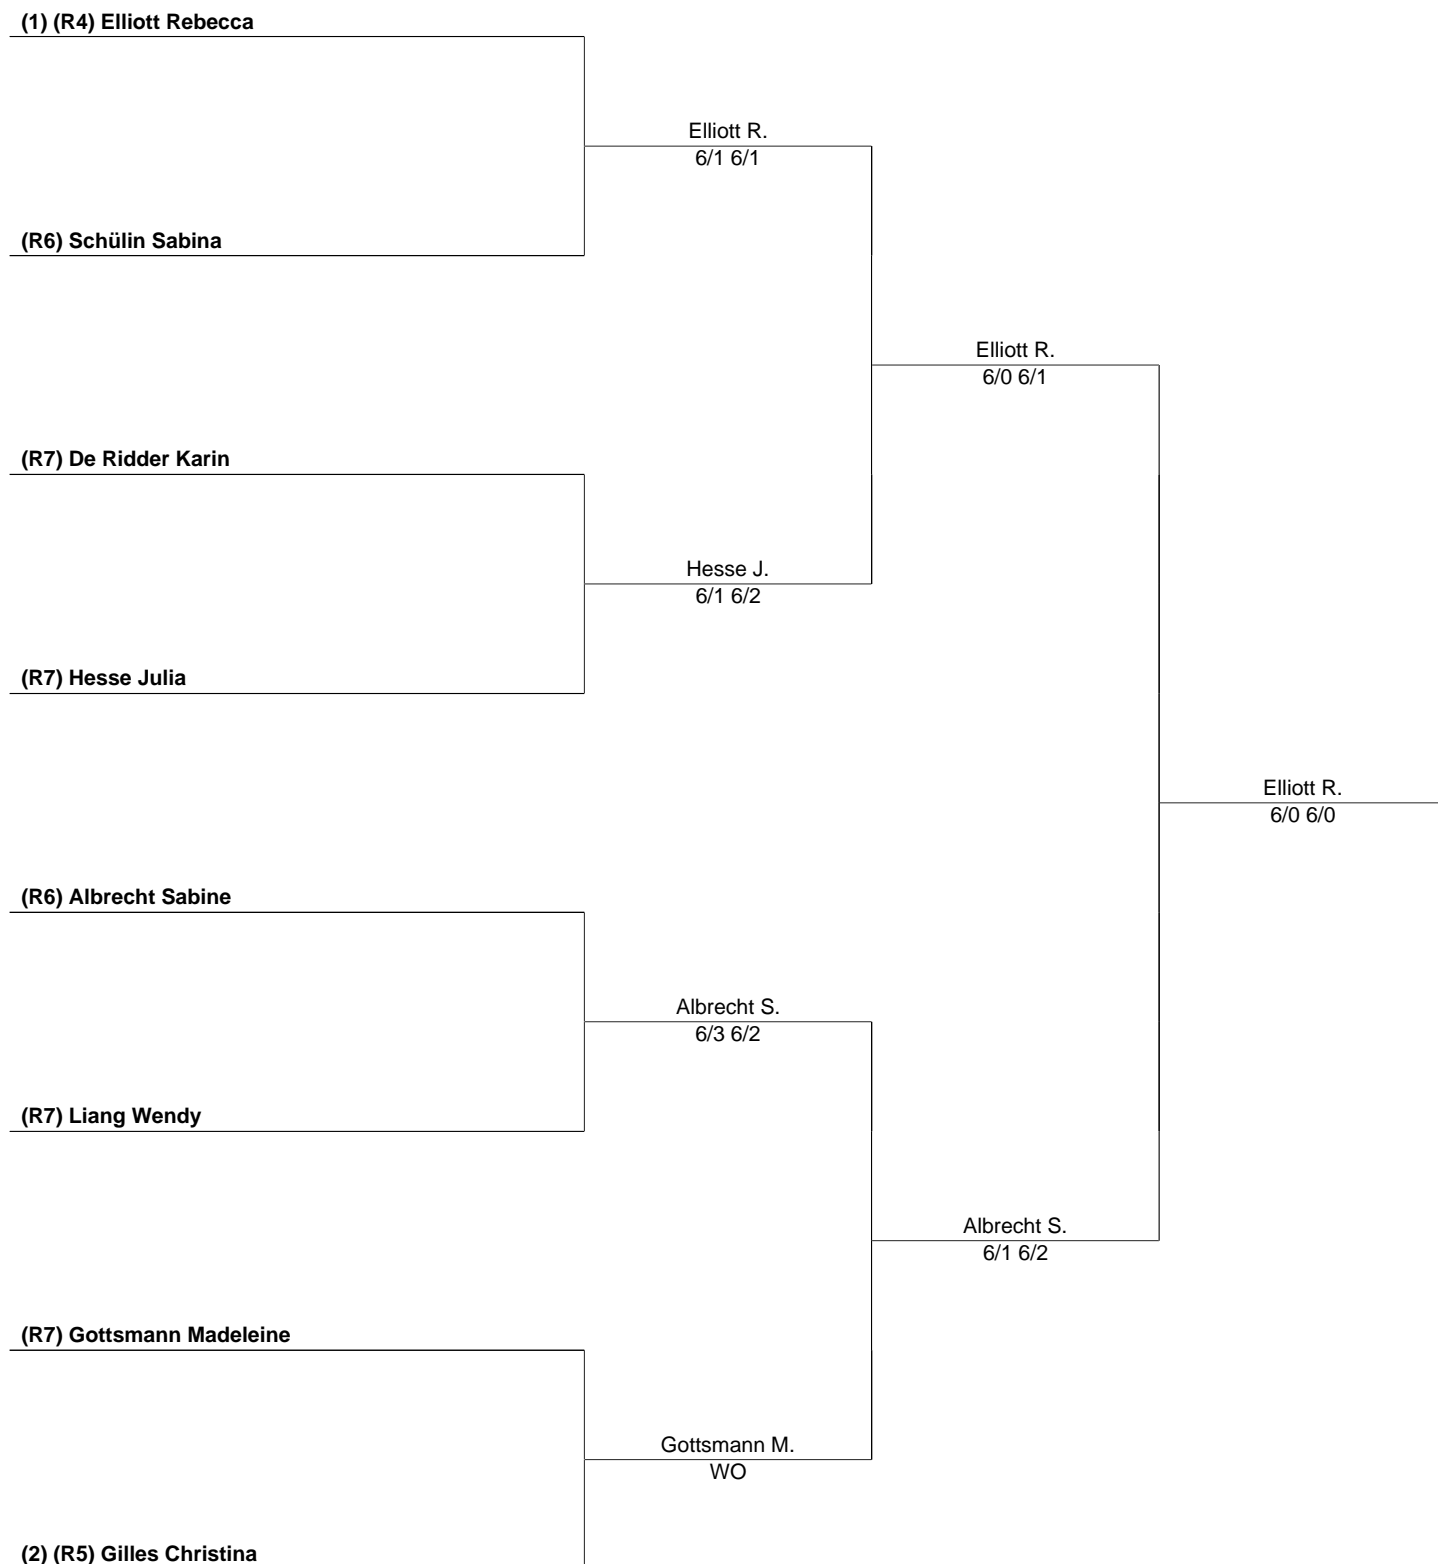 (1) (R4) Elliott Rebecca
Elliott R.
6/1 6/1
(R6) Schülin Sabina
Elliott R.
6/0 6/1
(R7) De Ridder Karin
Hesse J.
6/1 6/2
(R7) Hesse Julia
Elliott R.
6/0 6/0
(R6) Albrecht Sabine
Albrecht S.
6/3 6/2
(R7) Liang Wendy
Albrecht S.
6/1 6/2
(R7) Gottsmann Madeleine
Gottsmann M.
WO
(2) (R5) Gilles Christina